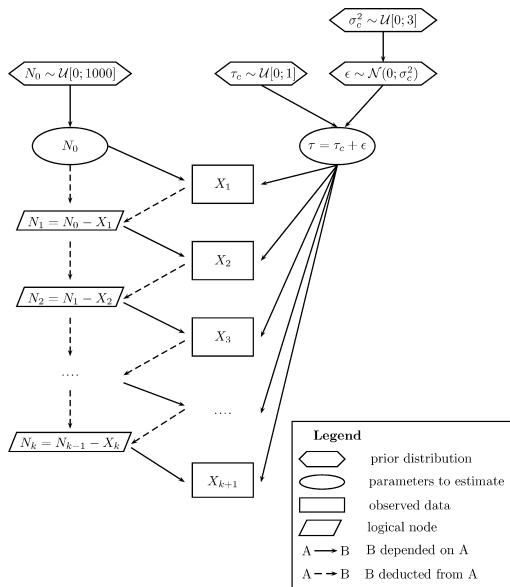 σ_c^2 ∼ U[0; 3]
N_0 ∼ U[0; 1000]
τ_c ∼ U[0; 1]
ϵ ∼ N(0; σ_c^2)
N_0
τ = τ_c + ϵ
X_1
N_1 = N_0 − X_1
X_2
N_2 = N_1 − X_2
X_3
....
....
N_k = N_{k−1} − X_k
X_{k+1}
Legend
prior distribution
parameters to estimate
observed data
logical node
A B B depended on A
A B B deducted from A